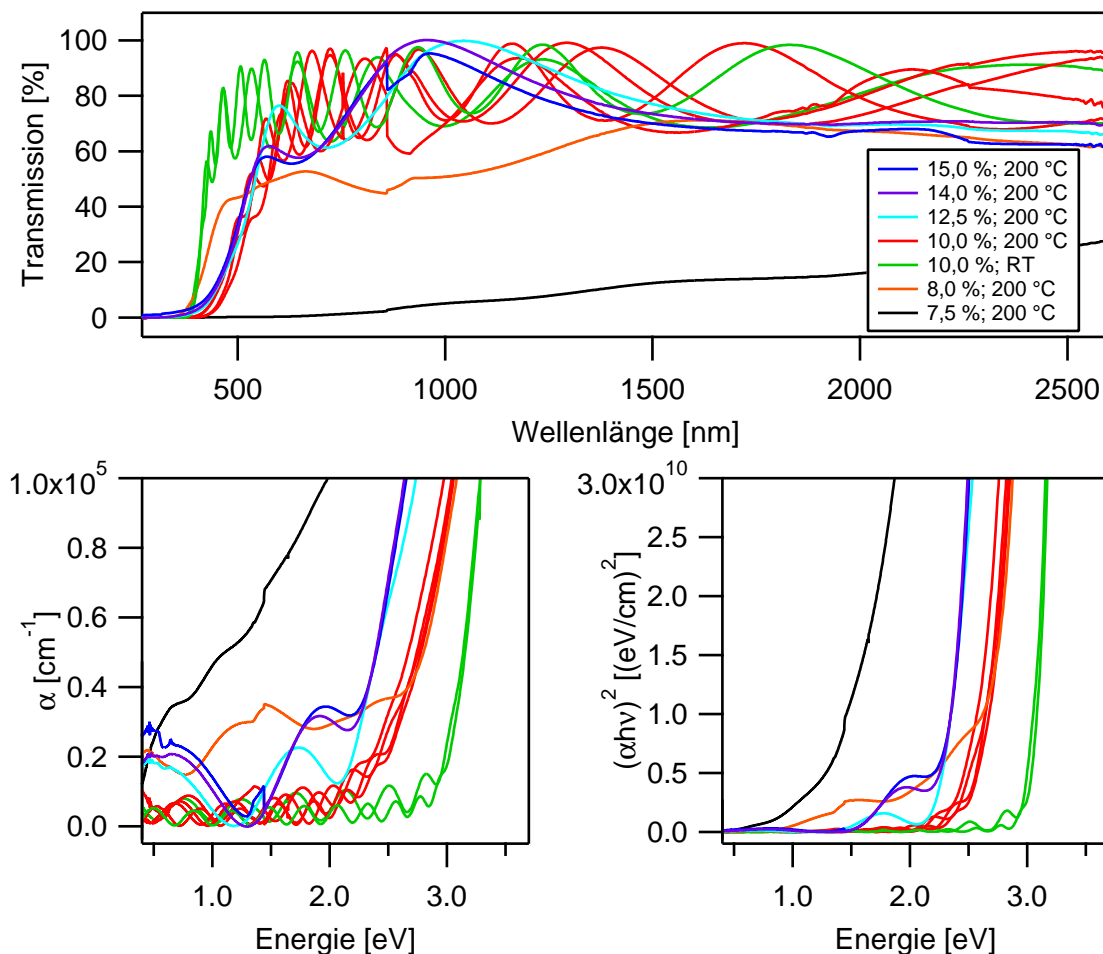 Transmission [%]
100
80
60
40
20
0
15,0 %; 200 °C
14,0 %; 200 °C
12,5 %; 200 °C
10,0 %; 200 °C
10,0 %; RT
8,0 %; 200 °C
7,5 %; 200 °C
500 1000 1500 2000 2500
Wellenlänge [nm]
α [cm⁻¹]
1.0x10⁵
0.8
0.6
0.4
0.2
0.0
1.0 2.0 3.0
Energie [eV]
(αhν)² [(eV/cm)²]
3.0x10¹⁰
2.5
2.0
1.5
1.0
0.5
0.0
1.0 2.0 3.0
Energie [eV]